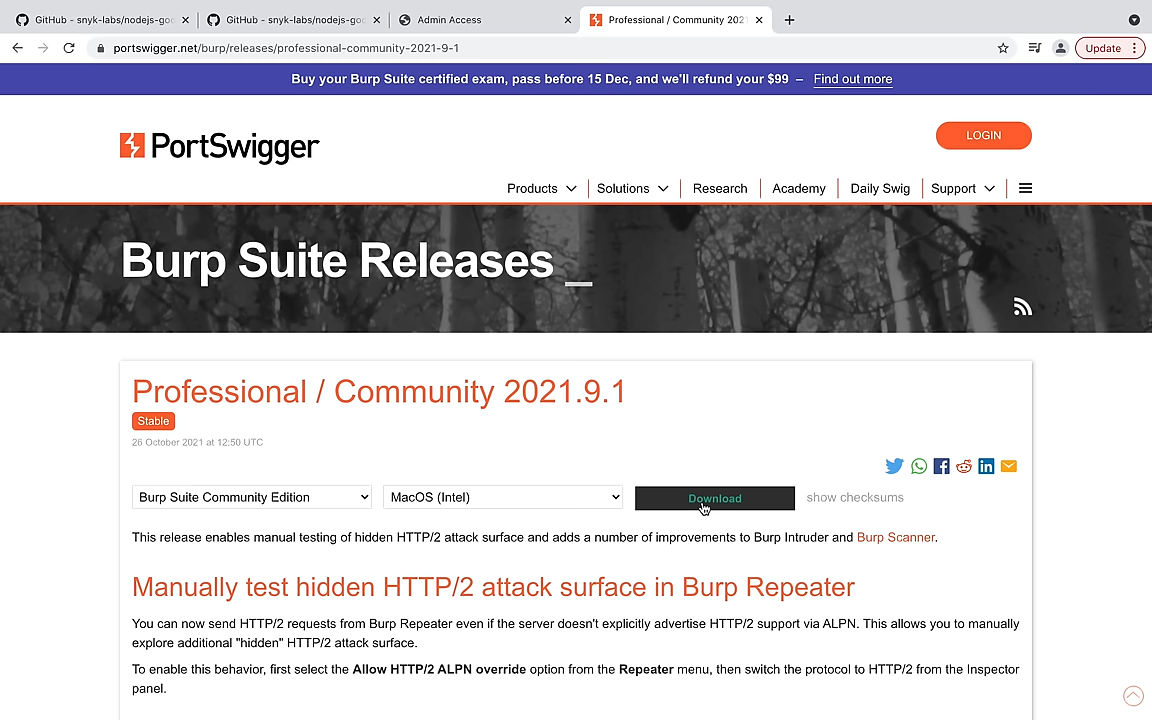 GitHub - snyk-labs/nodejs-goo
GitHub - snyk-labs/nodejs-goo
Admin Access
Professional / Community 2021
portswigger.net/burp/releases/professional-community-2021-9-1
Update
Buy your Burp Suite certified exam, pass before 15 Dec, and we'll refund your $99 – Find out more
PortSwigger
LOGIN
Products
Solutions
Research
Academy
Daily Swig
Support
Burp Suite Releases_
Professional / Community 2021.9.1
Stable
26 October 2021 at 12:50 UTC
Burp Suite Community Edition
MacOS (Intel)
Download
show checksums
This release enables manual testing of hidden HTTP/2 attack surface and adds a number of improvements to Burp Intruder and Burp Scanner.
Manually test hidden HTTP/2 attack surface in Burp Repeater
You can now send HTTP/2 requests from Burp Repeater even if the server doesn't explicitly advertise HTTP/2 support via ALPN. This allows you to manually
explore additional "hidden" HTTP/2 attack surface.
To enable this behavior, first select the Allow HTTP/2 ALPN override option from the Repeater menu, then switch the protocol to HTTP/2 from the Inspector
panel.